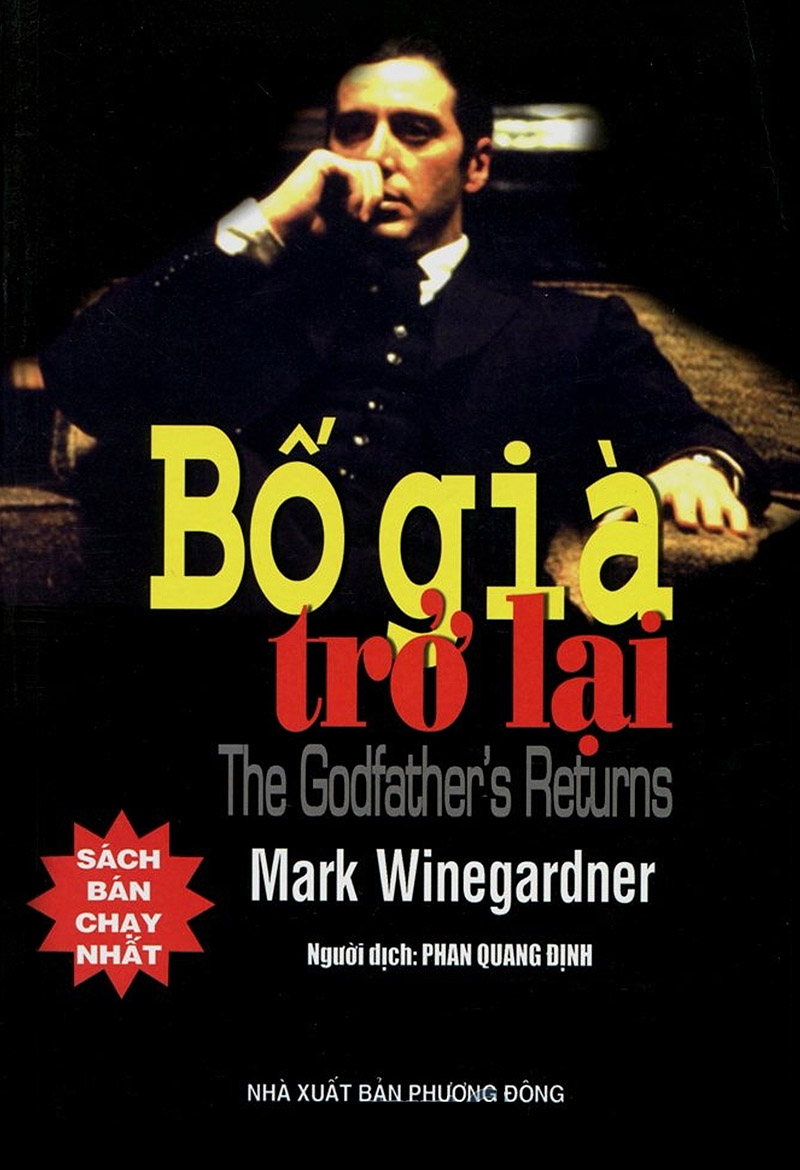 Bố già
trở lại
The Godfather's Returns
SÁCH
BÁN
CHẠY
NHẤT
Mark Winegardner
Người dịch: PHAN QUANG ĐỊNH
NHÀ XUẤT BẢN PHƯƠNG ĐÔNG